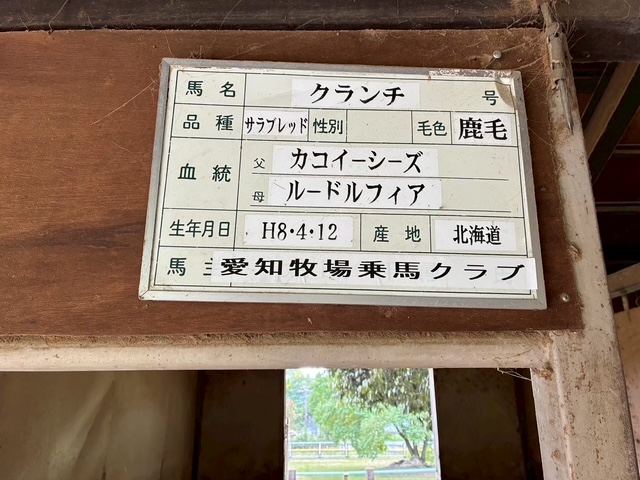 馬名 クランチ 号
品種 サラブレッド 性別 毛色 鹿毛
血統 父 カコイーシーズ
母 ルードルフィア
生年月日 H8・4・12 産地 北海道
馬主 愛知牧場乗馬クラブ